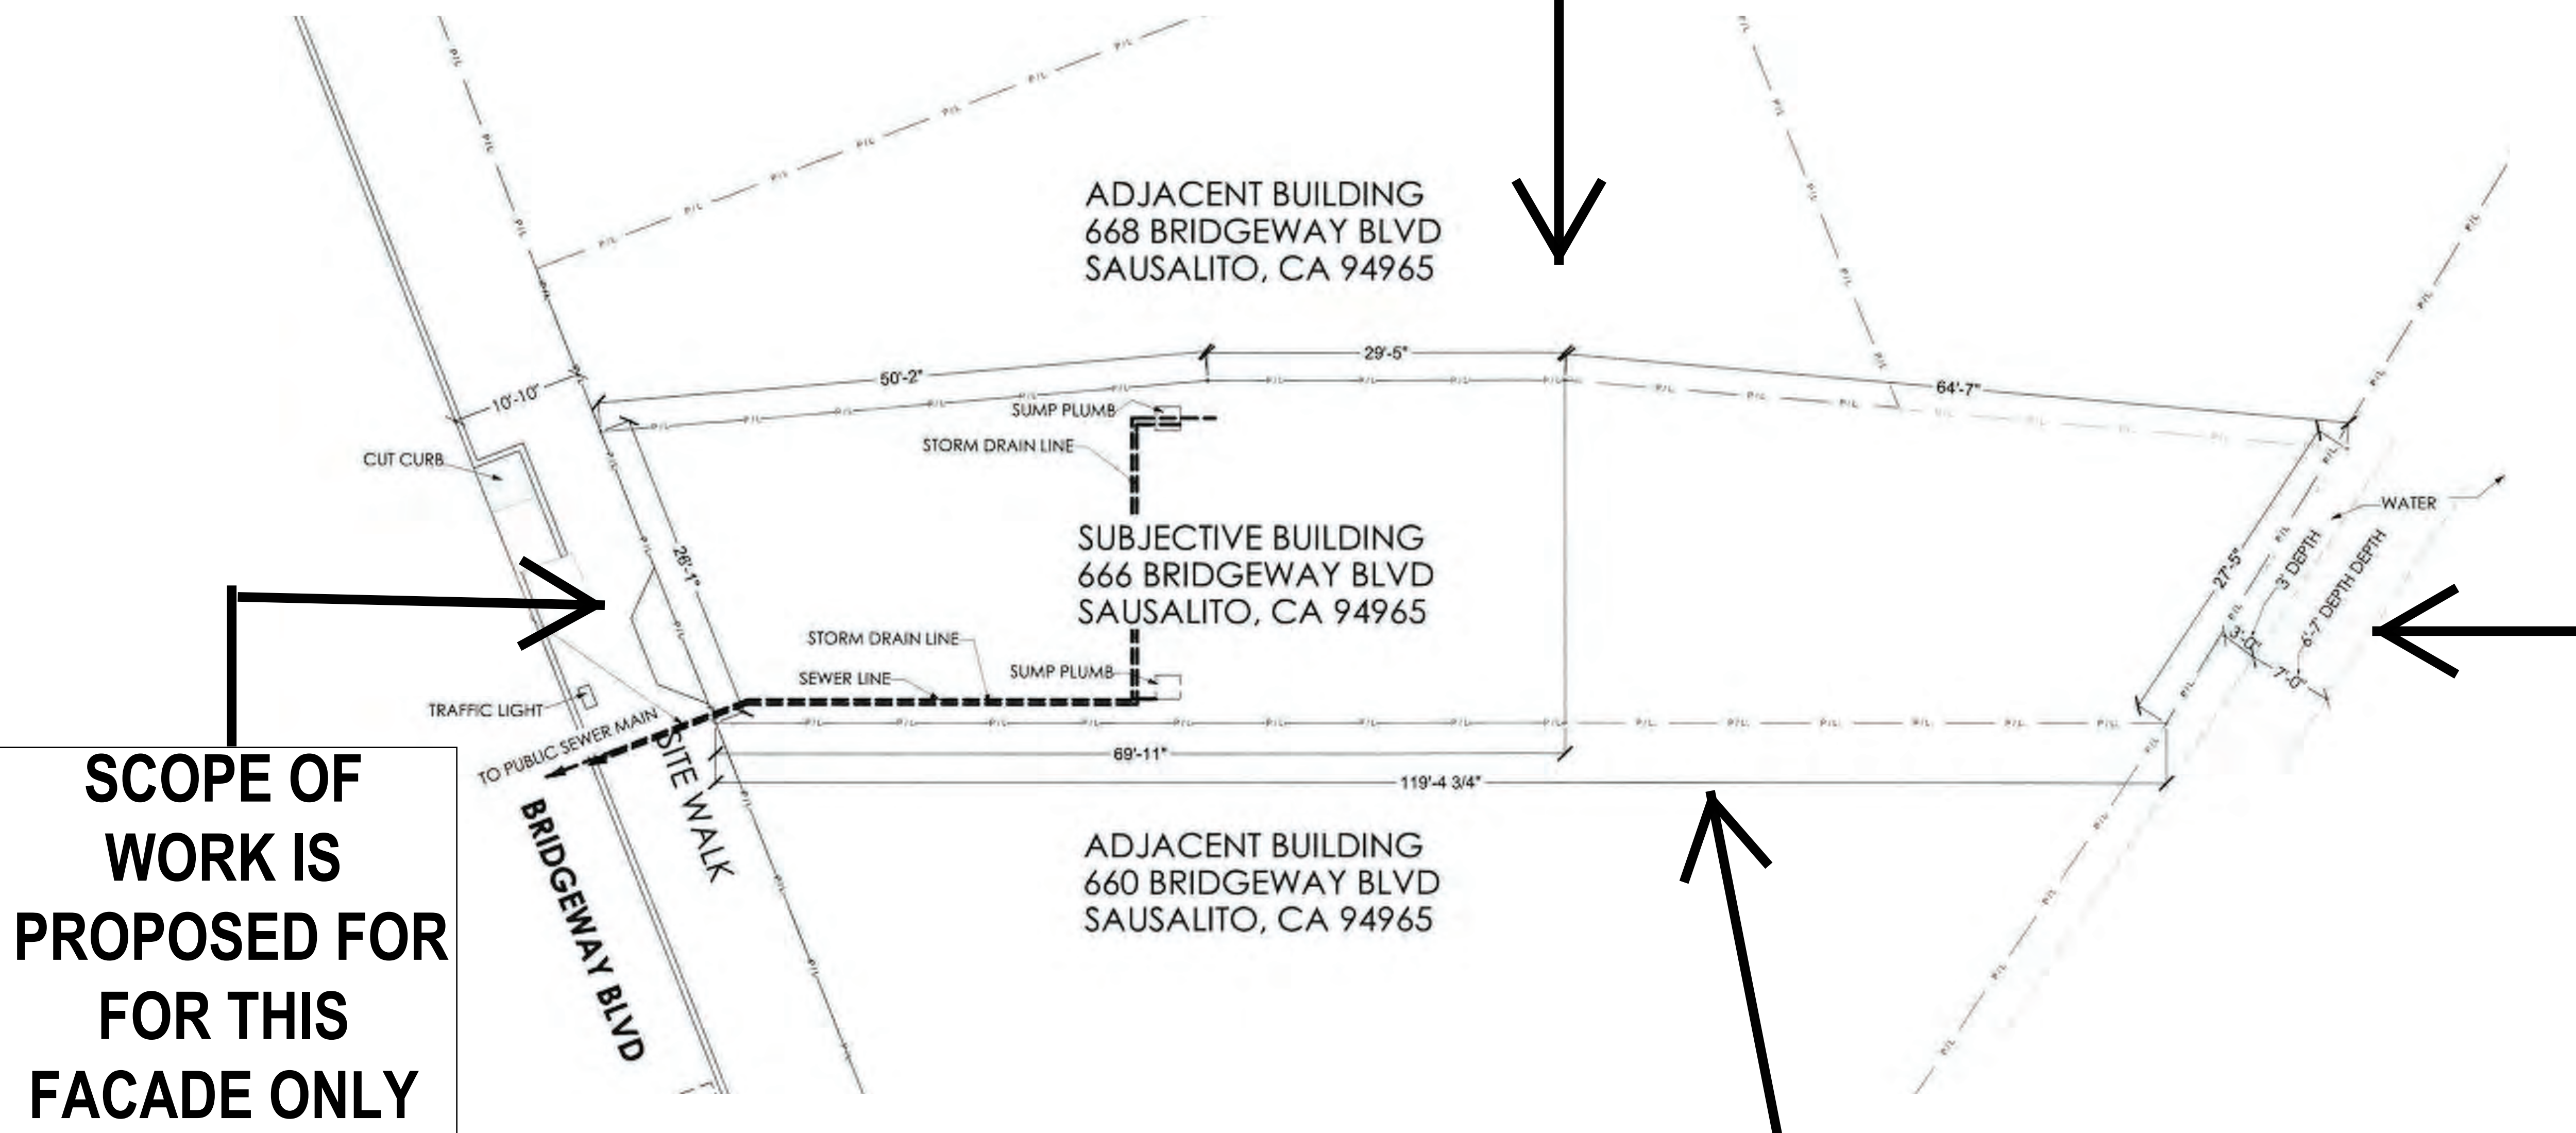 ADJACENT BUILDING
668 BRIDGEWAY BLVD
SAUSALITO, CA 94965
50'-2"
29'-5"
64'-7"
10'-10"
CUT CURB
SUMP PLUMB
STORM DRAIN LINE
26'-1"
SUBJECTIVE BUILDING
666 BRIDGEWAY BLVD
SAUSALITO, CA 94965
WATER
27'-5"
3' DEPTH
6'-7' DEPTH DEPTH
3'-0"
7'-0"
STORM DRAIN LINE
SEWER LINE
SUMP PLUMB
TRAFFIC LIGHT
TO PUBLIC SEWER MAIN
SITE WALK
BRIDGEWAY BLVD
69'-11"
119'-4 3/4"
ADJACENT BUILDING
660 BRIDGEWAY BLVD
SAUSALITO, CA 94965
SCOPE OF
WORK IS
PROPOSED FOR
FOR THIS
FACADE ONLY
P/L